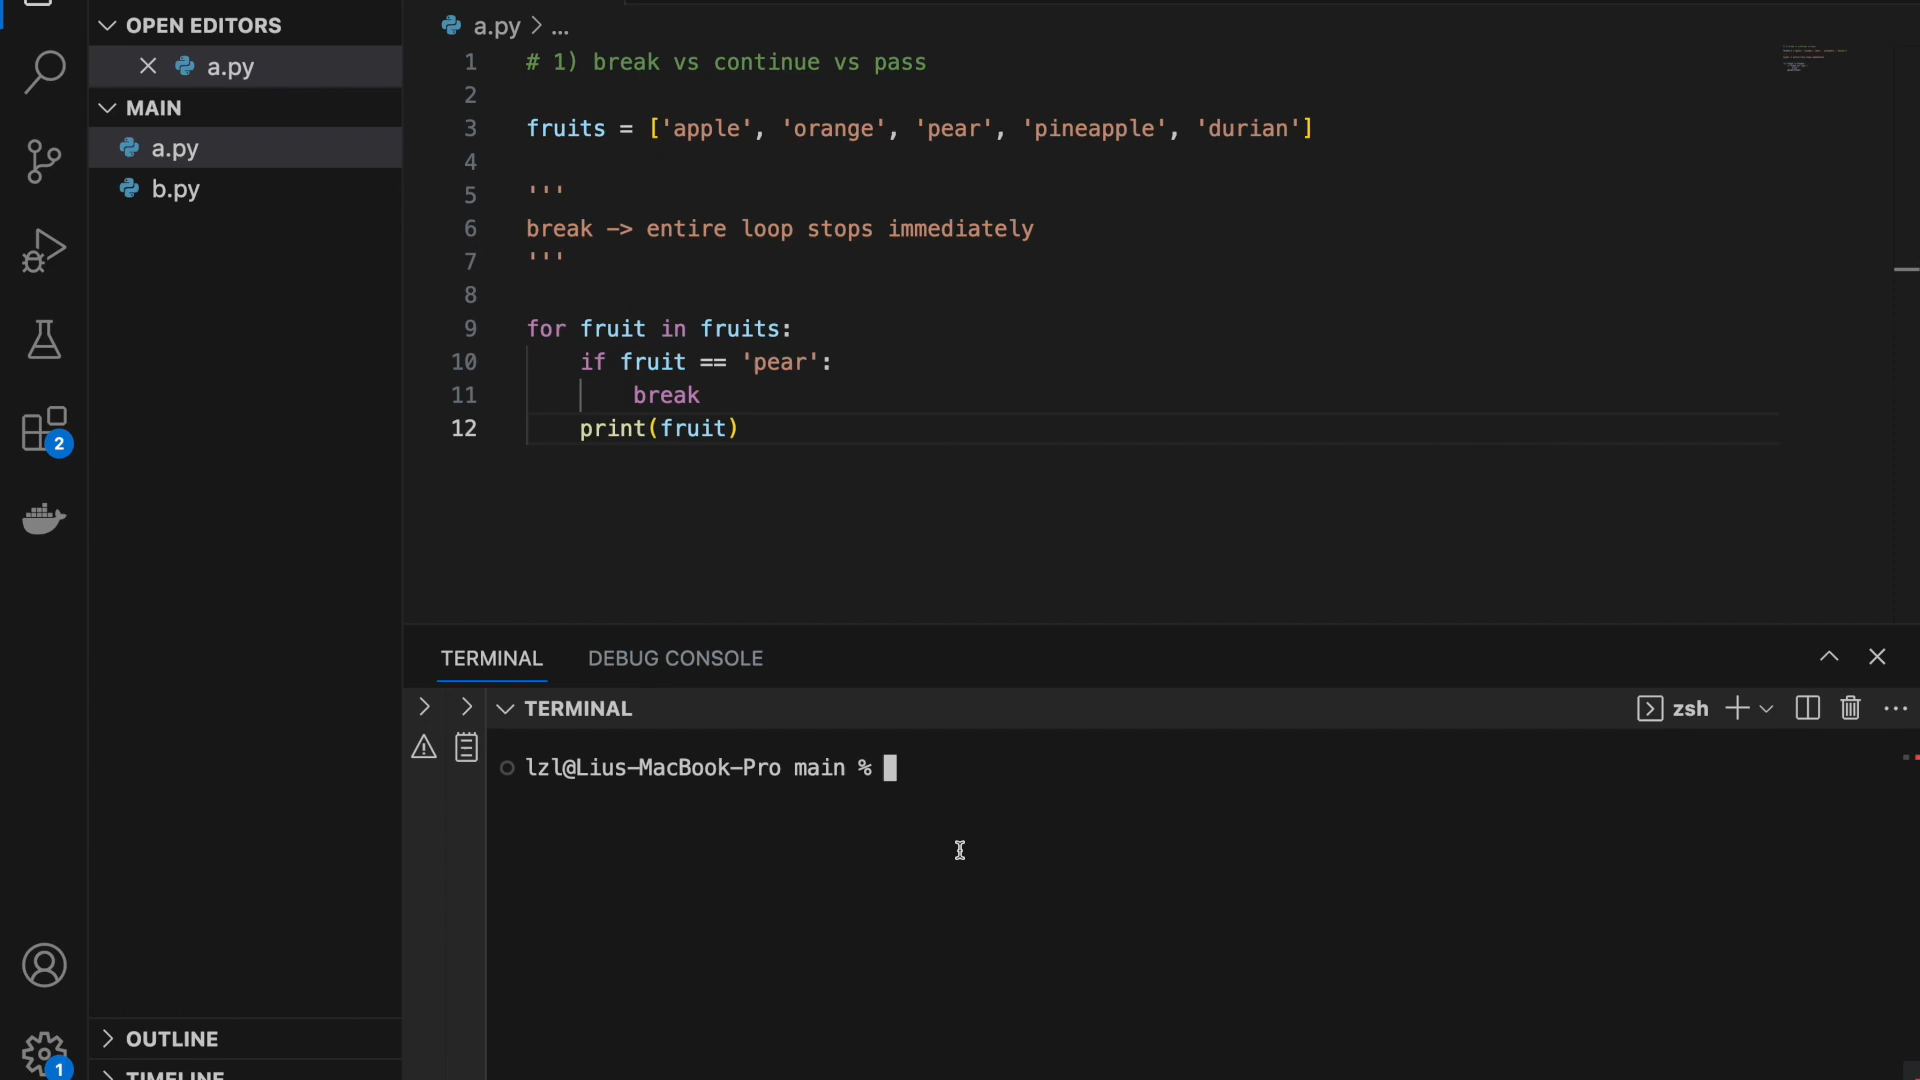 OPEN EDITORS
a.py
MAIN
a.py
b.py
OUTLINE
TIMELINE
2
1
a.py > ...
1 # 1) break vs continue vs pass
2
3 fruits = ['apple', 'orange', 'pear', 'pineapple', 'durian']
4
5 '''
6 break -> entire loop stops immediately
7 '''
8
9 for fruit in fruits:
10     if fruit == 'pear':
11         break
12     print(fruit)
TERMINAL DEBUG CONSOLE
TERMINAL zsh
lzl@Lius-MacBook-Pro main %